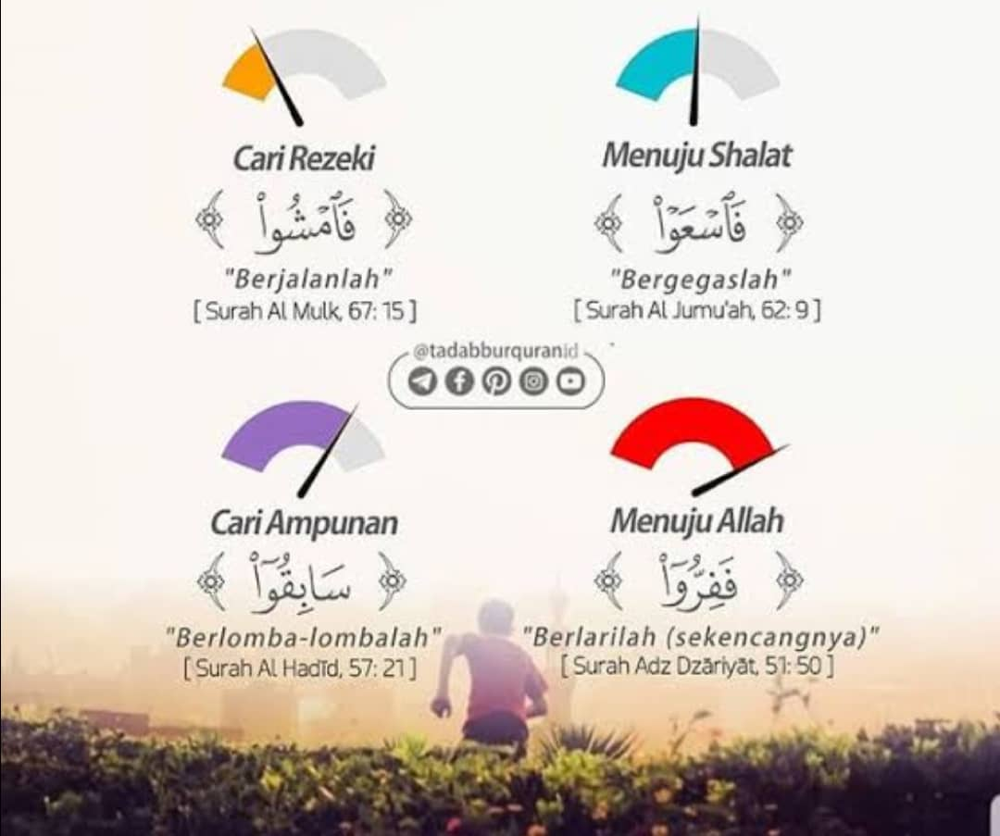 Cari Rezeki
فَٱمْشُوا۟
"Berjalanlah"
[ Surah Al Mulk, 67: 15 ]
Menuju Shalat
فَٱسْعَوْا۟
"Bergegaslah"
[ Surah Al Jumu'ah, 62: 9 ]
@tadabburquranid
Cari Ampunan
سَابِقُوٓا۟
"Berlomba-lombalah"
[ Surah Al Hadīd, 57: 21 ]
Menuju Allah
فَفِرُّوٓا۟
"Berlarilah (sekencangnya)"
[ Surah Adz Dzāriyāt, 51: 50 ]